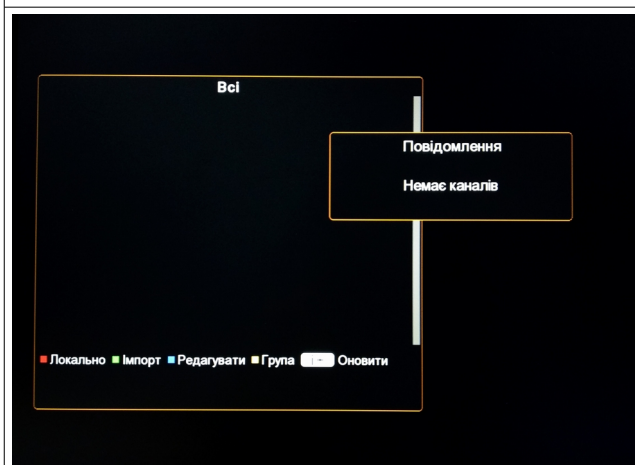 Всі
Повідомлення
Немає каналів
Локально Імпорт Редагувати Група Оновити